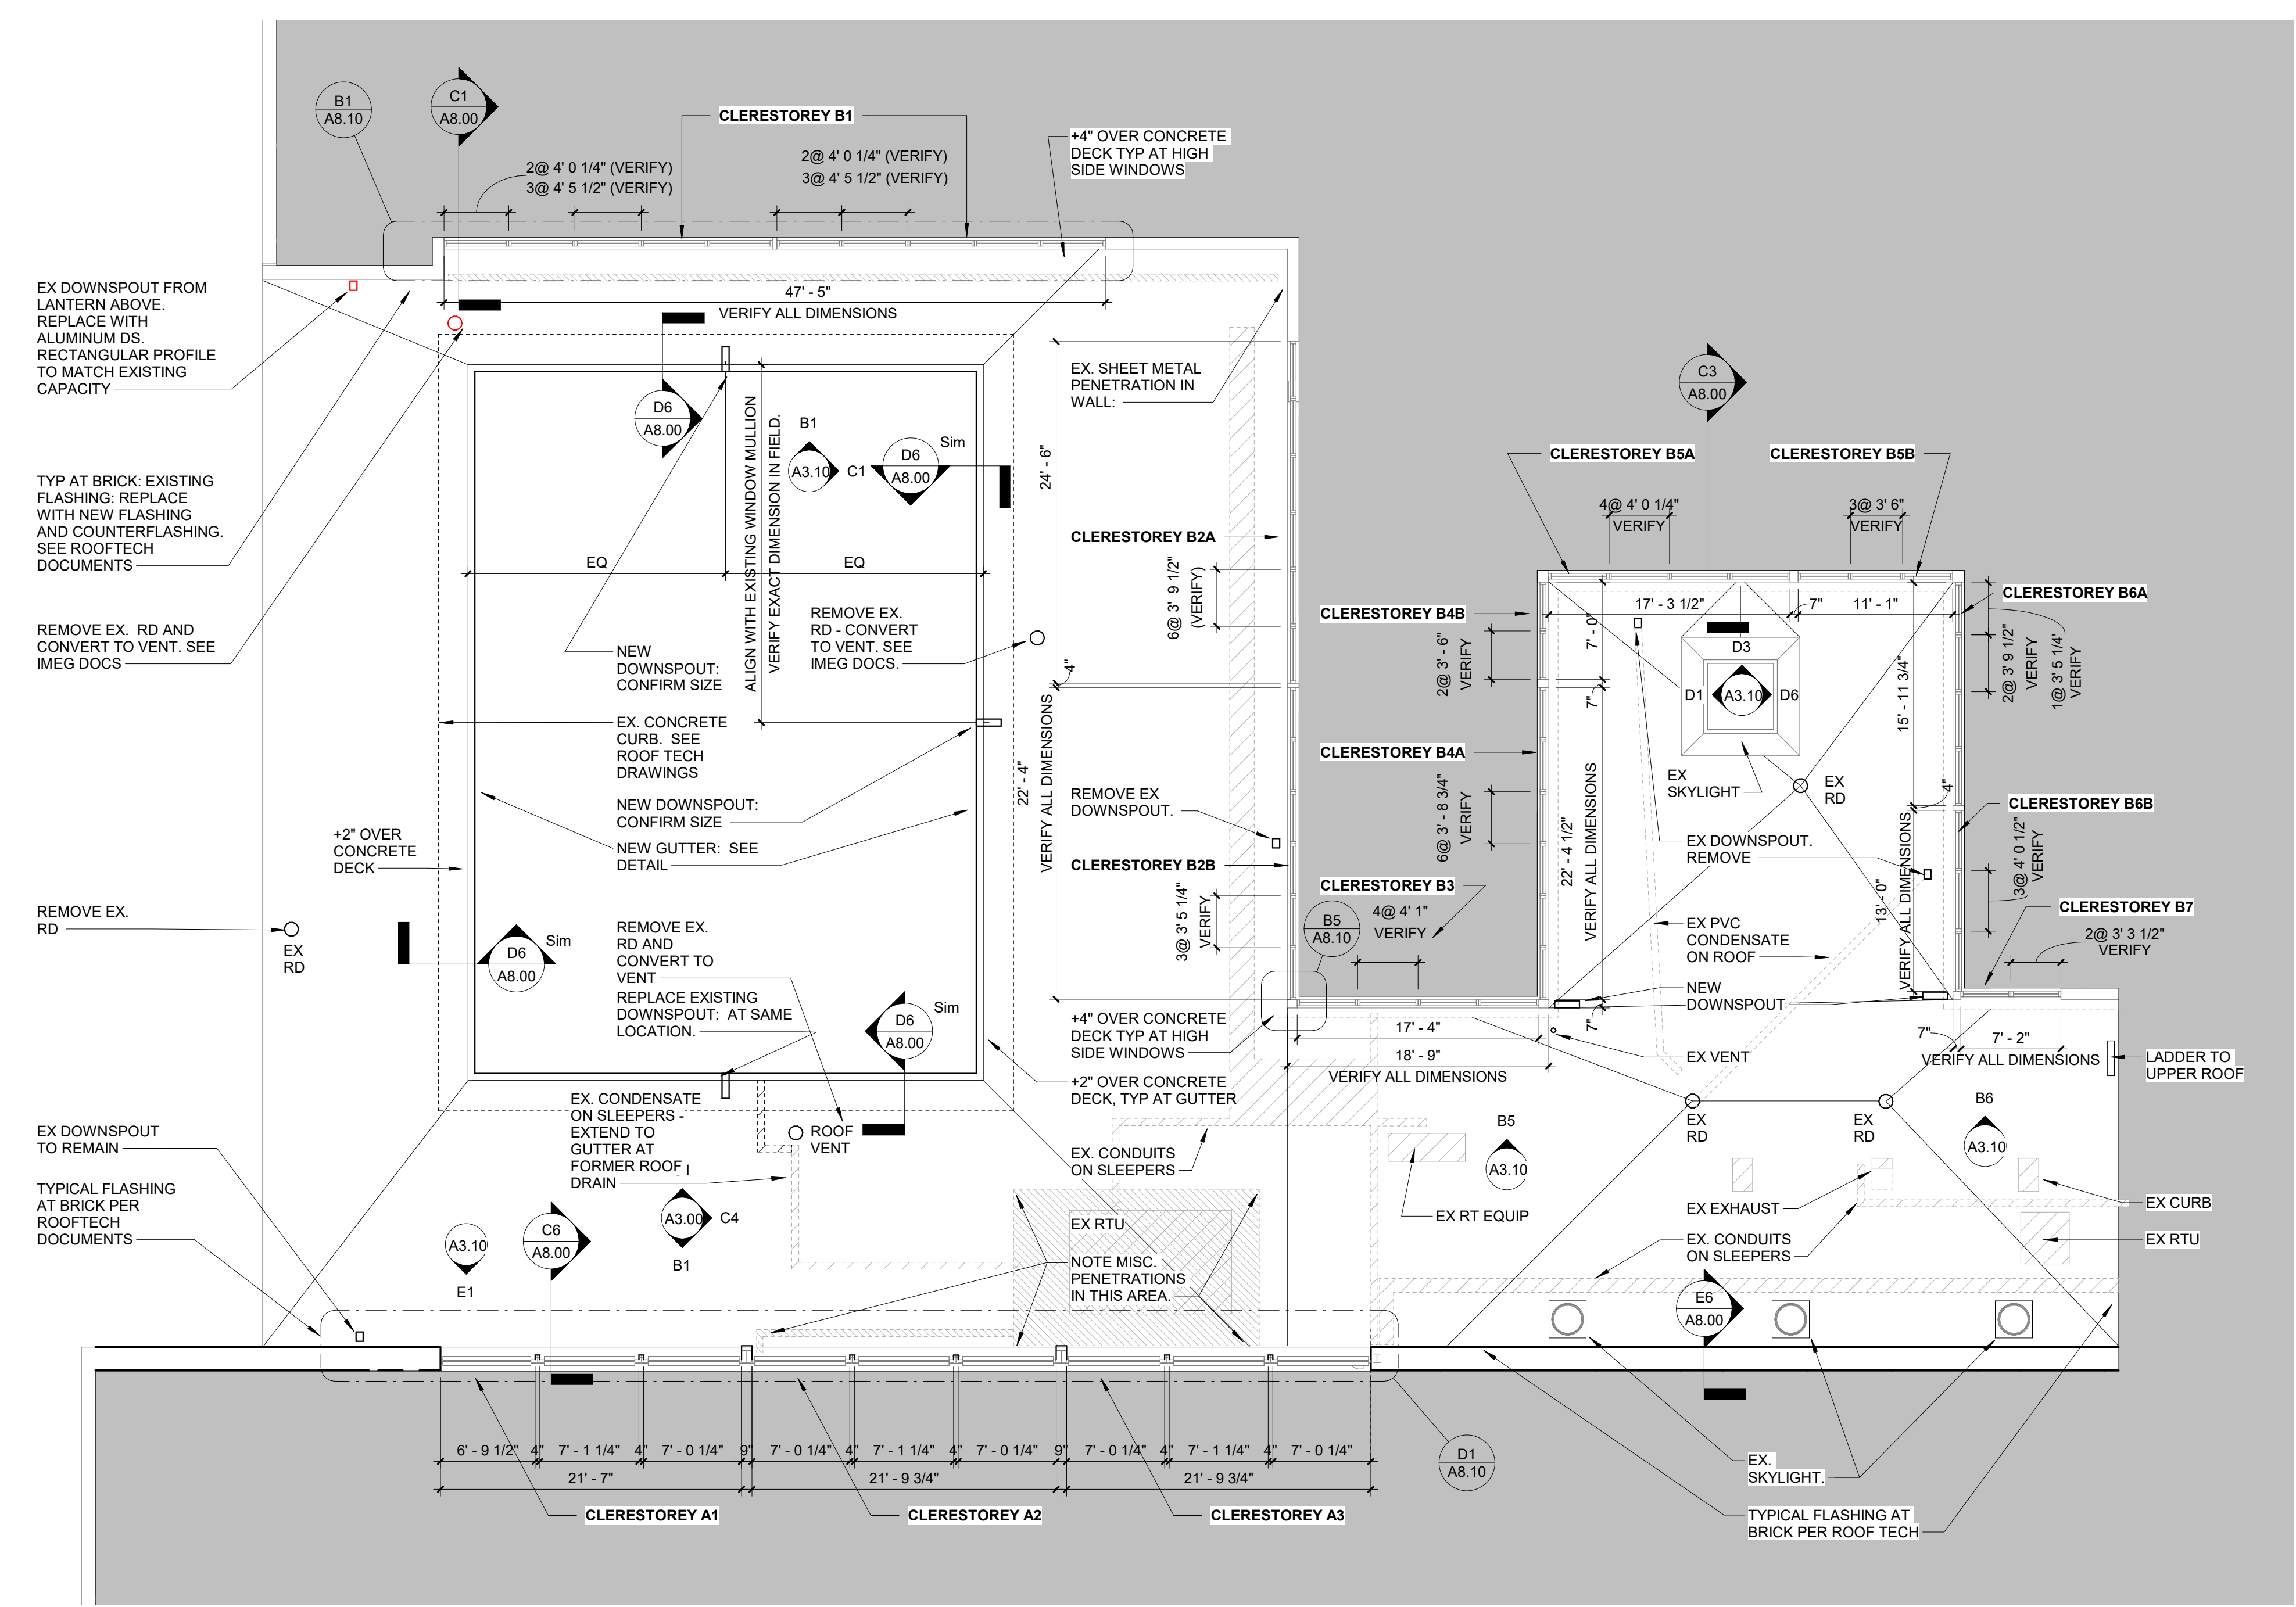 B1
A8.10
C1
A8.00
CLERESTOREY B1
2@ 4' 0 1/4" (VERIFY)
3@ 4' 5 1/2" (VERIFY)
2@ 4' 0 1/4" (VERIFY)
3@ 4' 5 1/2" (VERIFY)
+4" OVER CONCRETE
DECK TYP AT HIGH
SIDE WINDOWS
EX DOWNSPOUT FROM
LANTERN ABOVE.
REPLACE WITH
ALUMINUM DS.
RECTANGULAR PROFILE
TO MATCH EXISTING
CAPACITY
47' - 5"
VERIFY ALL DIMENSIONS
TYP AT BRICK: EXISTING
FLASHING: REPLACE
WITH NEW FLASHING
AND COUNTERFLASHING.
SEE ROOFTECH
DOCUMENTS
REMOVE EX. RD AND
CONVERT TO VENT. SEE
IMEG DOCS
D6
A8.00
ALIGN WITH EXISTING WINDOW MULLION
VERIFY EXACT DIMENSION IN FIELD.
B1
A3.10
C1
D6
A8.00
Sim
EQ
EQ
24' - 6"
EX. SHEET METAL
PENETRATION IN
WALL:
CLERESTOREY B2A
6@ 3' 9 1/2"
(VERIFY)
REMOVE EX.
RD - CONVERT
TO VENT. SEE
IMEG DOCS.
NEW
DOWNSPOUT:
CONFIRM SIZE
4"
EX. CONCRETE
CURB. SEE
ROOF TECH
DRAWINGS
NEW DOWNSPOUT:
CONFIRM SIZE
NEW GUTTER: SEE
DETAIL
22' - 4"
VERIFY ALL DIMENSIONS
REMOVE EX
DOWNSPOUT.
CLERESTOREY B2B
3@ 3' 5 1/4"
VERIFY
+2" OVER
CONCRETE
DECK
REMOVE EX.
RD
EX
RD
D6
A8.00
Sim
REMOVE EX.
RD AND
CONVERT TO
VENT
REPLACE EXISTING
DOWNSPOUT: AT SAME
LOCATION.
D6
A8.00
Sim
+4" OVER CONCRETE
DECK TYP AT HIGH
SIDE WINDOWS
+2" OVER CONCRETE
DECK, TYP AT GUTTER
EX. CONDENSATE
ON SLEEPERS -
EXTEND TO
GUTTER AT
FORMER ROOF
DRAIN
ROOF
VENT
EX. CONDUITS
ON SLEEPERS
EX DOWNSPOUT
TO REMAIN
TYPICAL FLASHING
AT BRICK PER
ROOFTECH
DOCUMENTS
A3.10
E1
C6
A8.00
A3.00
C4
B1
EX RTU
NOTE MISC.
PENETRATIONS
IN THIS AREA.
C3
A8.00
CLERESTOREY B5A
CLERESTOREY B5B
4@ 4' 0 1/4"
VERIFY
3@ 3' 6"
VERIFY
CLERESTOREY B4B
2@ 3' - 6"
VERIFY
7' - 0"
7"
17' - 3 1/2"
7"
11' - 1"
CLERESTOREY B6A
2@ 3' 9 1/2"
VERIFY
1@ 3' 5 1/4'
VERIFY
D3
D1
A3.10
D6
15' - 11 3/4"
CLERESTOREY B4A
6@ 3' - 8 3/4"
VERIFY
EX
SKYLIGHT
EX
RD
4"
CLERESTOREY B6B
3@ 4' 0 1/2"
VERIFY
22' - 4 1/2"
VERIFY ALL DIMENSIONS
EX DOWNSPOUT.
REMOVE
13' - 0"
VERIFY ALL DIMENSIONS
CLERESTOREY B3
4@ 4' 1"
VERIFY
B5
A8.10
EX PVC
CONDENSATE
ON ROOF
CLERESTOREY B7
2@ 3' 3 1/2"
VERIFY
NEW
DOWNSPOUT
17' - 4"
18' - 9"
VERIFY ALL DIMENSIONS
7"
EX VENT
7"
7' - 2"
VERIFY ALL DIMENSIONS
LADDER TO
UPPER ROOF
EX
RD
EX
RD
B5
A3.10
B6
A3.10
EX RT EQUIP
EX EXHAUST
EX CURB
EX. CONDUITS
ON SLEEPERS
EX RTU
E6
A8.00
6' - 9 1/2"
4"
7' - 1 1/4"
4"
7' - 0 1/4"
9"
7' - 0 1/4"
4"
7' - 1 1/4"
4"
7' - 0 1/4"
9"
7' - 0 1/4"
4"
7' - 1 1/4"
4"
7' - 0 1/4"
21' - 7"
21' - 9 3/4"
21' - 9 3/4"
D1
A8.10
CLERESTOREY A1
CLERESTOREY A2
CLERESTOREY A3
EX.
SKYLIGHT.
TYPICAL FLASHING AT
BRICK PER ROOF TECH